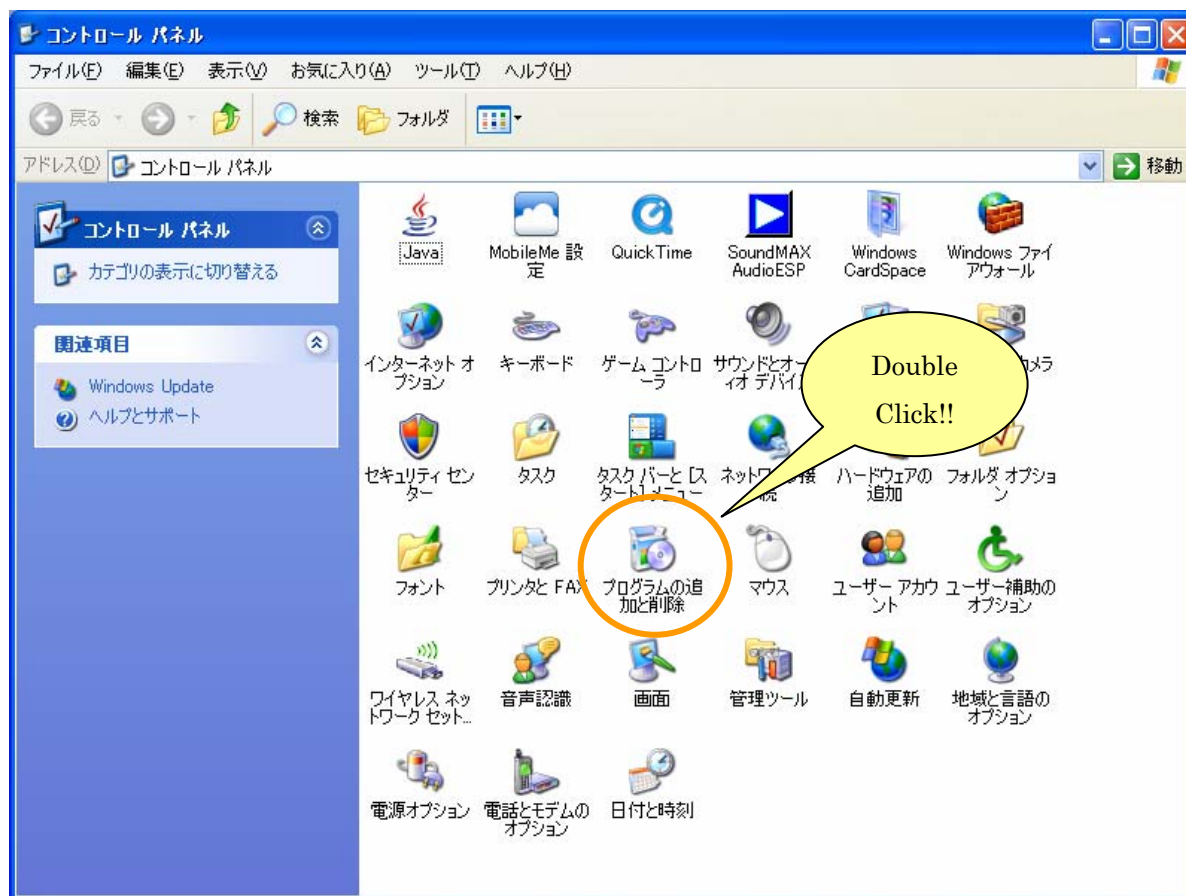 コントロール パネル
ファイル(F) 編集(E) 表示(V) お気に入り(A) ツール(T) ヘルプ(H)
戻る 検索 フォルダ
アドレス(D) コントロール パネル 移動
コントロール パネル
カテゴリの表示に切り替える
関連項目
Windows Update
ヘルプとサポート
Java
MobileMe 設
定
QuickTime
SoundMAX
AudioESP
Windows
CardSpace
Windows ファイ
アウォール
インターネット オ
プション
キーボード
ゲーム コントロ
ーラ
サウンドとオー
ィオ デバイ
メラ
Double
Click!!
セキュリティ セン
ター
タスク
タスク バーと [ス
タート] メニュー
ネットワ
接
続
ハードウェアの
追加
フォルダ オプショ
ン
フォント
プリンタと FAX
プログラムの追
加と削除
マウス
ユーザー アカウ
ント
ユーザー補助の
オプション
ワイヤレス ネッ
トワーク セット...
音声認識
画面
管理ツール
自動更新
地域と言語の
オプション
電源オプション
電話とモデムの
オプション
日付と時刻